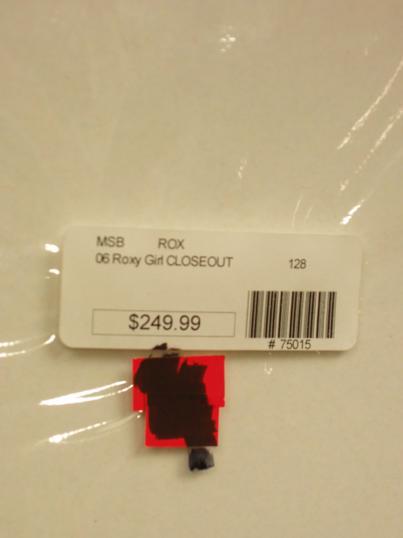 MSB ROX
06 Roxy Girl CLOSEOUT 128
$249.99
# 75015